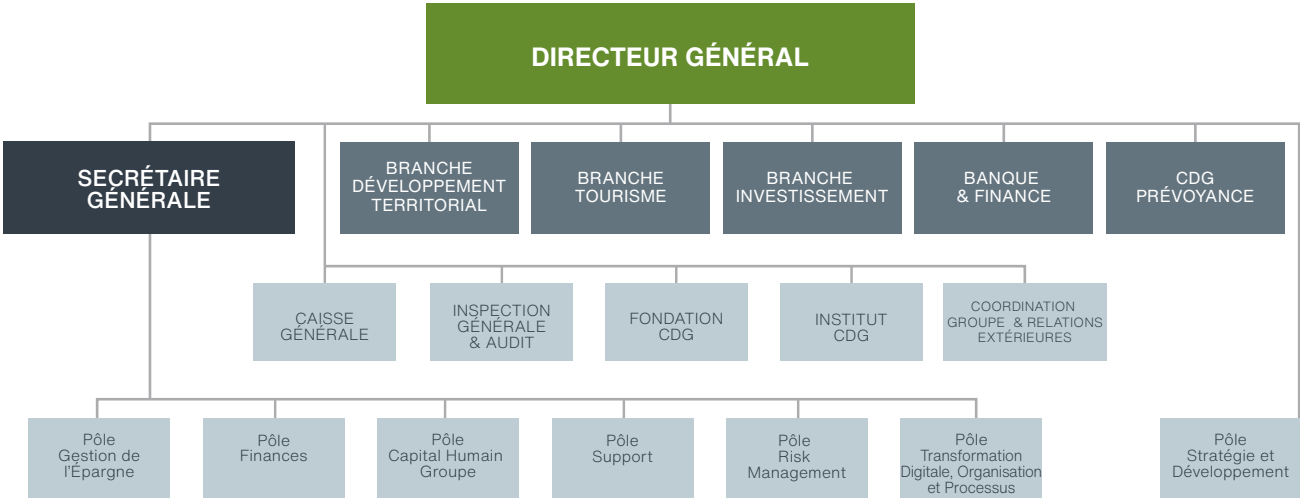 DIRECTEUR GÉNÉRAL
SECRÉTAIRE
GÉNÉRALE
BRANCHE
DÉVELOPPEMENT
TERRITORIAL
BRANCHE
TOURISME
BRANCHE
INVESTISSEMENT
BANQUE
& FINANCE
CDG
PRÉVOYANCE
CAISSE
GÉNÉRALE
INSPECTION
GÉNÉRALE
& AUDIT
FONDATION
CDG
INSTITUT
CDG
COORDINATION
GROUPE & RELATIONS
EXTÉRIEURES
Pôle
Gestion de
l'Épargne
Pôle
Finances
Pôle
Capital Humain
Groupe
Pôle
Support
Pôle
Risk
Management
Pôle
Transformation
Digitale, Organisation
et Processus
Pôle
Stratégie et
Développement